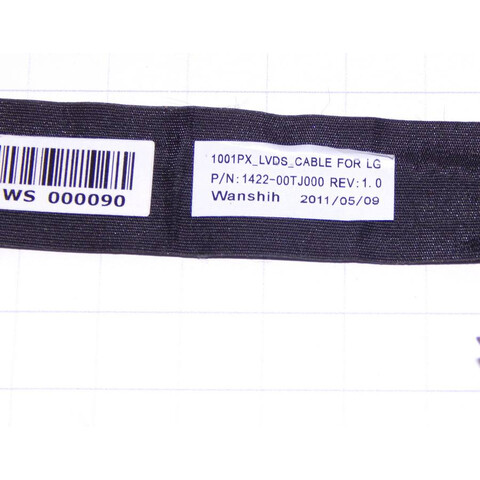 WS 000090
1001PX_LVDS_CABLE FOR LG
P/N:1422-00TJ000 REV:1.0
Wanshih 2011/05/09